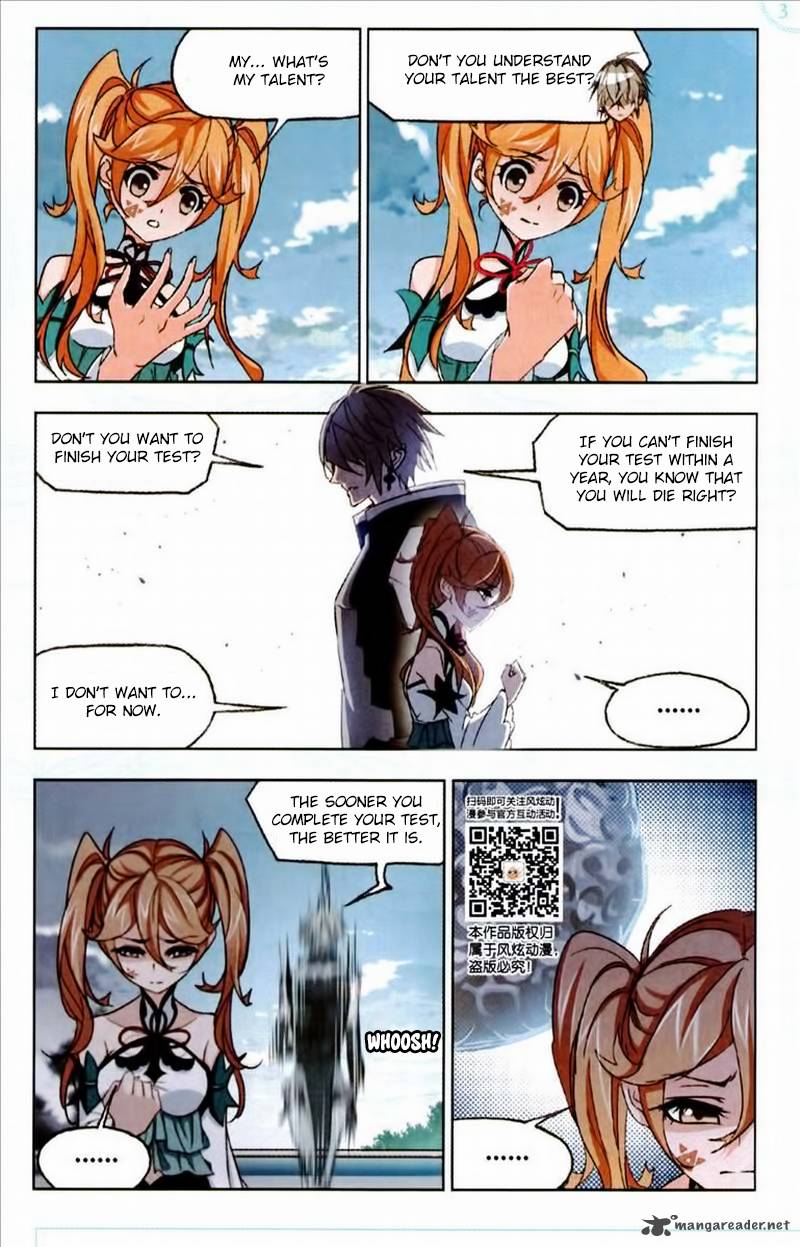 3
MY... WHAT'S
MY TALENT?
DON'T YOU UNDERSTAND
YOUR TALENT THE BEST?
DON'T YOU WANT TO
FINISH YOUR TEST?
IF YOU CAN'T FINISH
YOUR TEST WITHIN A
YEAR, YOU KNOW THAT
YOU WILL DIE RIGHT?
I DON'T WANT TO...
FOR NOW.
......
THE SOONER YOU
COMPLETE YOUR TEST,
THE BETTER IT IS.
WHOOSH!
......
扫码即可关注风炫动
漫参与官方互动活动!
本作品版权归
属于风炫动漫,
盗版必究!
......
mangareader.net